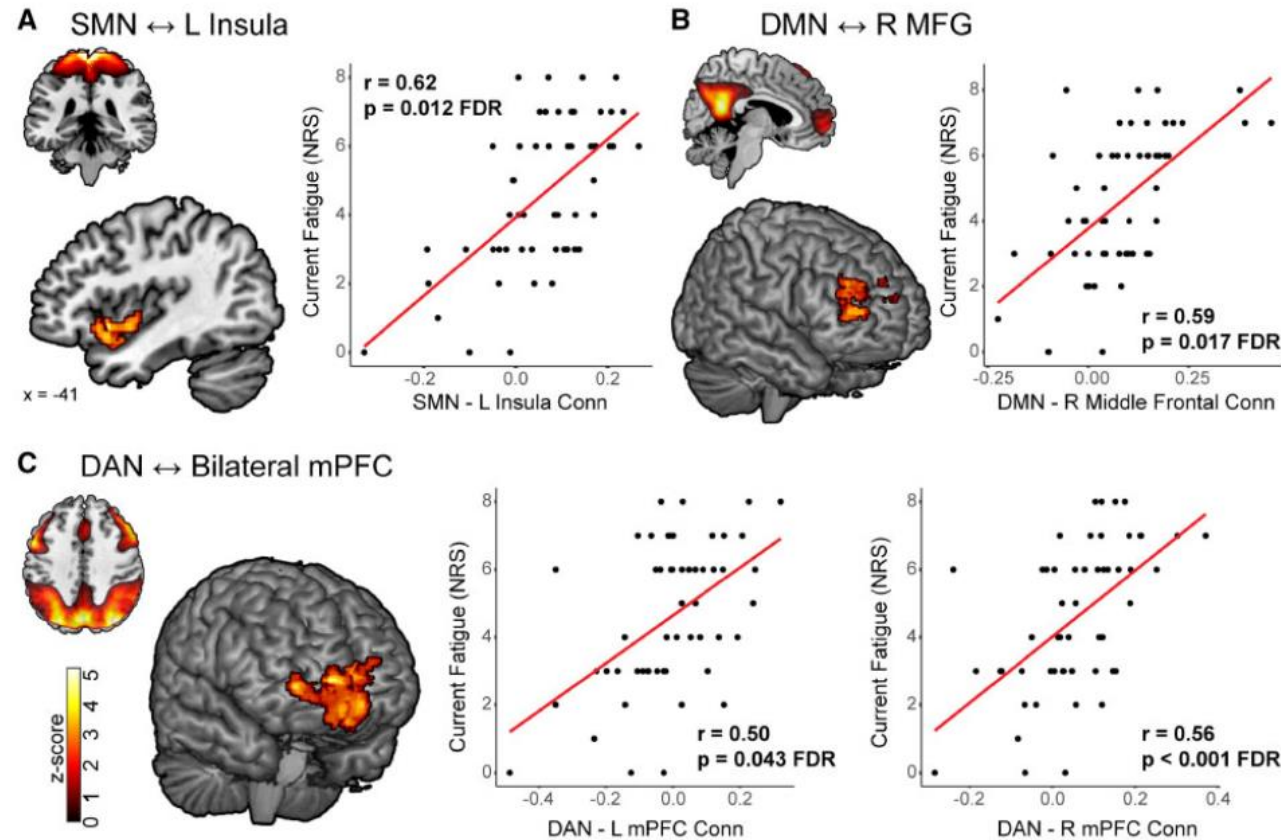 A SMN ↔ L Insula
x = -41
Current Fatigue (NRS)
8
6
4
2
0
r = 0.62
p = 0.012 FDR
-0.2 0.0 0.2
SMN - L Insula Conn
B DMN ↔ R MFG
Current Fatigue (NRS)
8
6
4
2
0
r = 0.59
p = 0.017 FDR
-0.25 0.00 0.25
DMN - R Middle Frontal Conn
C DAN ↔ Bilateral mPFC
z-score
0 1 2 3 4 5
Current Fatigue (NRS)
8
6
4
2
0
r = 0.50
p = 0.043 FDR
-0.4 -0.2 0.0 0.2
DAN - L mPFC Conn
Current Fatigue (NRS)
8
6
4
2
0
r = 0.56
p < 0.001 FDR
-0.2 0.0 0.2 0.4
DAN - R mPFC Conn